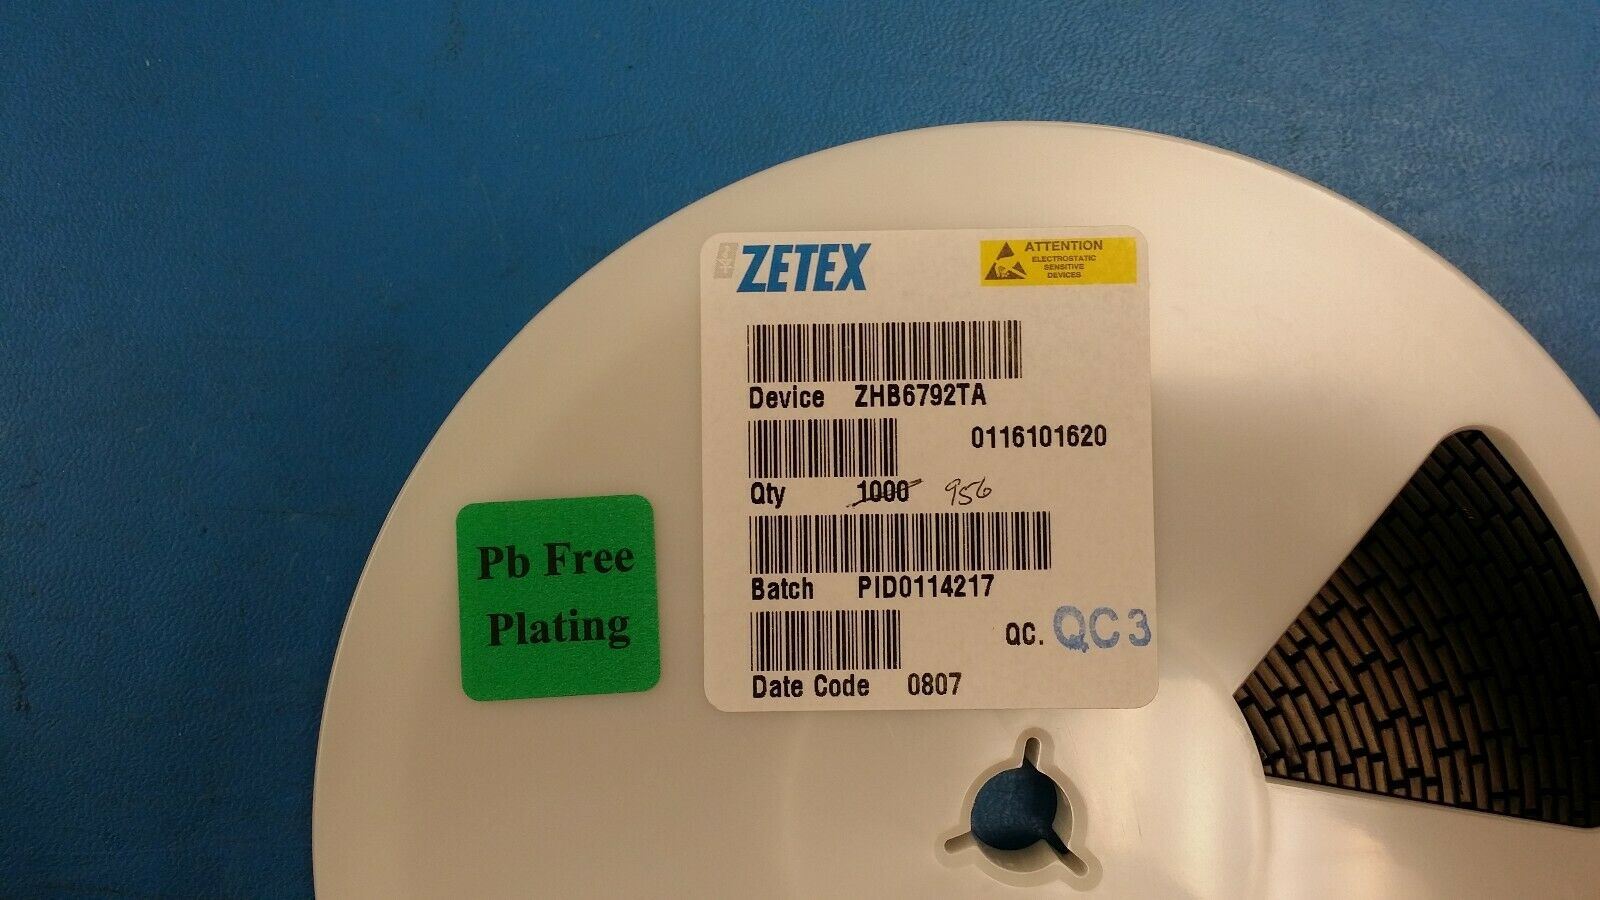 ZETEX
ATTENTION
ELECTROSTATIC
SENSITIVE
DEVICES
Device ZHB6792TA
0116101620
Qty 1000 956
Batch PID0114217
QC. QC3
Date Code 0807
Pb Free
Plating